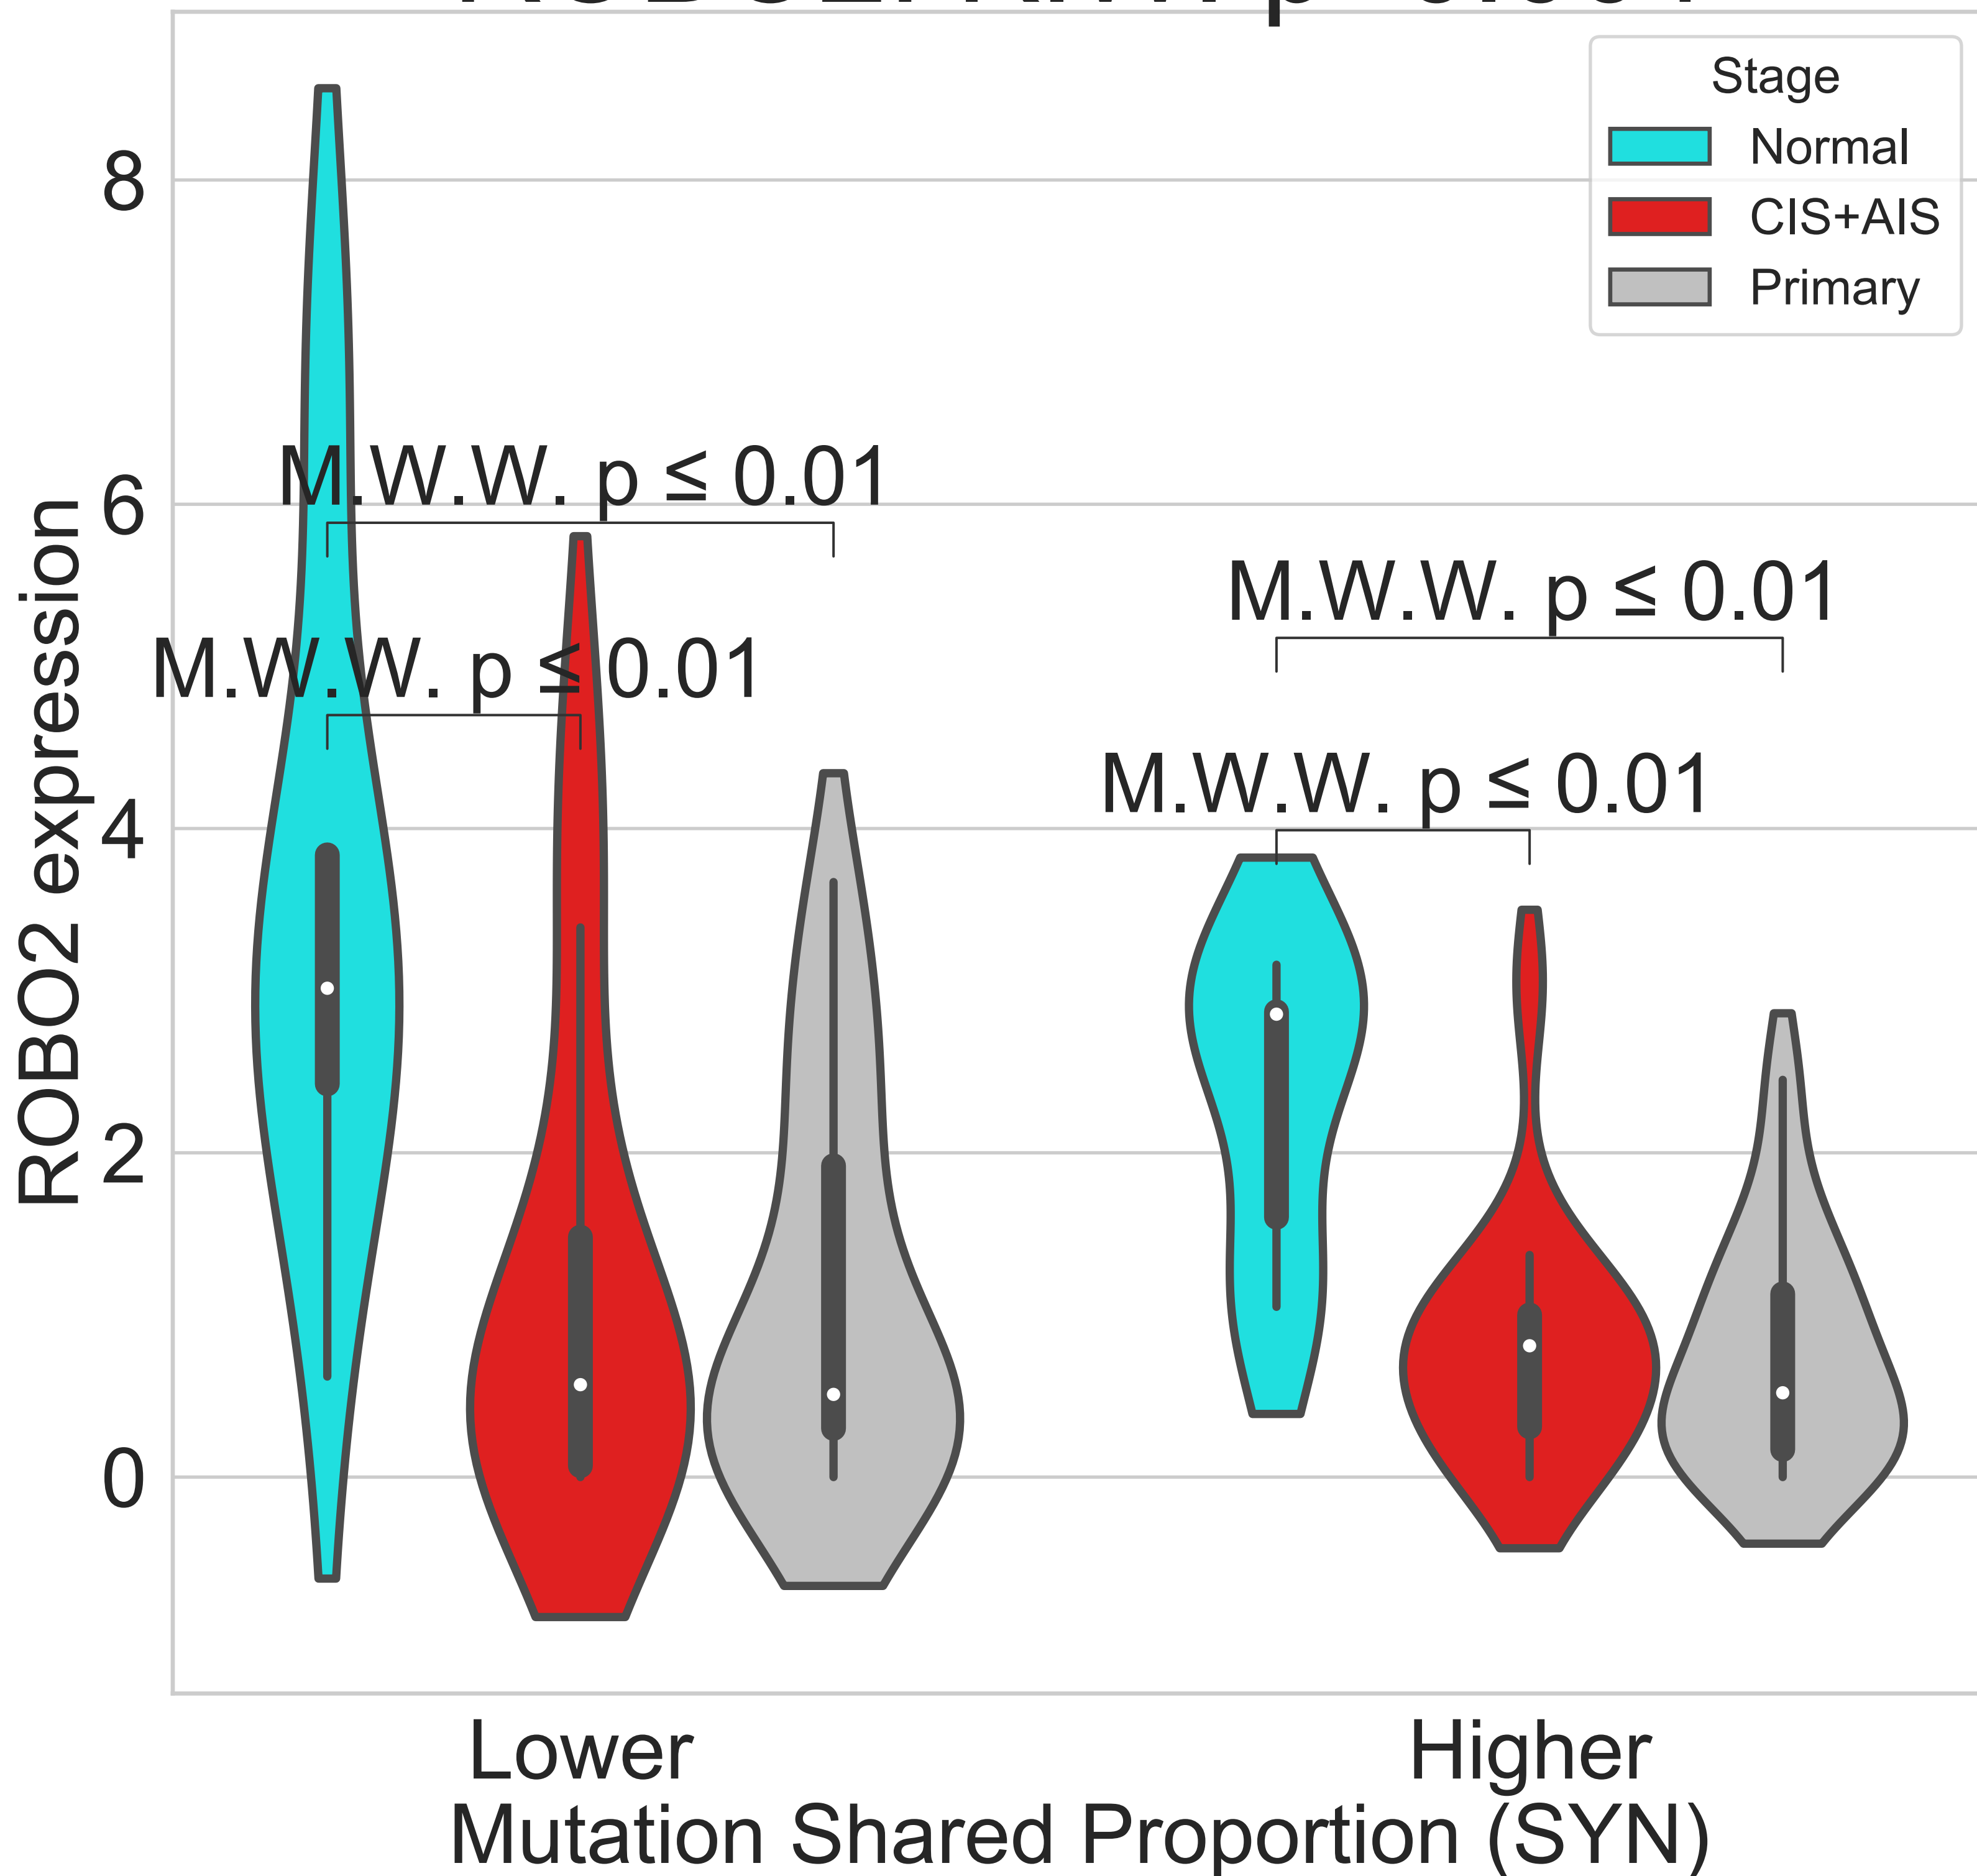 Stage
Normal
CIS+AIS
Primary
8
6
4
2
0
ROBO2 expression
M.W.W. p ≤ 0.01
M.W.W. p ≤ 0.01
M.W.W. p ≤ 0.01
M.W.W. p ≤ 0.01
Lower
Higher
Mutation Shared Proportion (SYN)